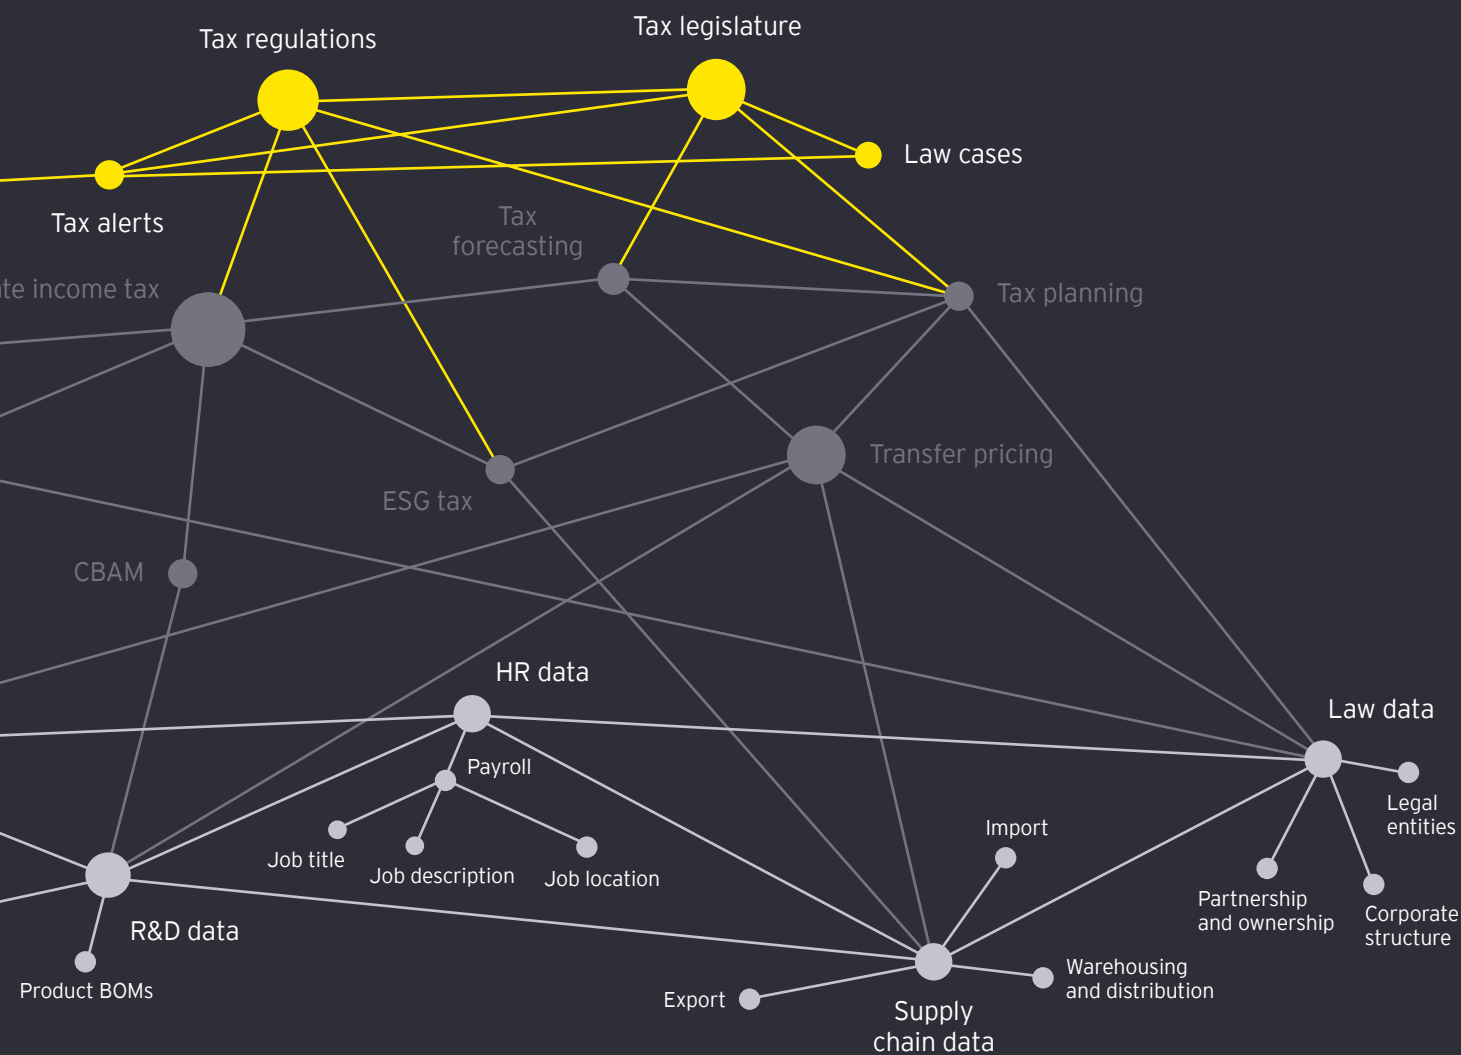 Tax regulations
Tax legislature
Law cases
Tax alerts
Tax
forecasting
income tax
Tax planning
Transfer pricing
ESG tax
CBAM
HR data
Law data
Payroll
Legal
entities
Import
Job title
Job description
Job location
Partnership
and ownership
Corporate
structure
R&D data
Product BOMs
Export
Warehousing
and distribution
Supply
chain data